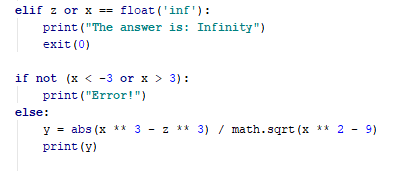 elif z or x == float('inf'):
    print("The answer is: Infinity")
    exit(0)

if not (x < -3 or x > 3):
    print("Error!")
else:
    y = abs(x ** 3 - z ** 3) / math.sqrt(x ** 2 - 9)
    print(y)